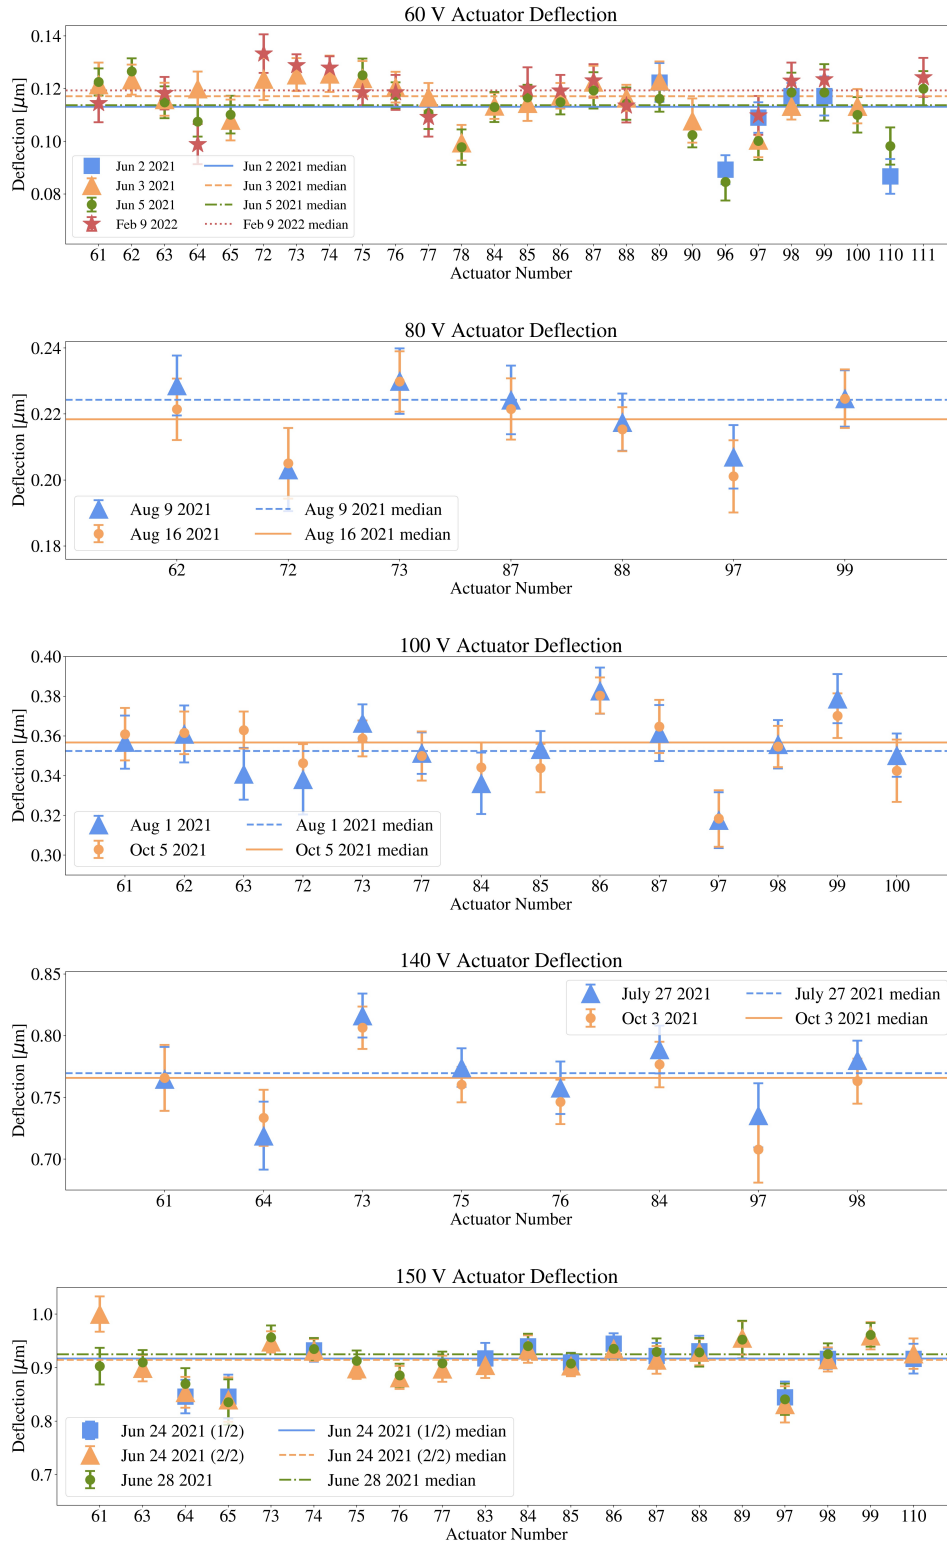 60 V Actuator Deflection
0.14
0.12
0.10
0.08
Deflection [μm]
Jun 2 2021
Jun 3 2021
Jun 5 2021
Feb 9 2022
Jun 2 2021 median
Jun 3 2021 median
Jun 5 2021 median
Feb 9 2022 median
61 62 63 64 65 72 73 74 75 76 77 78 84 85 86 87 88 89 90 96 97 98 99 100 110 111
Actuator Number
80 V Actuator Deflection
0.24
0.22
0.20
0.18
Deflection [μm]
Aug 9 2021
Aug 16 2021
Aug 9 2021 median
Aug 16 2021 median
62 72 73 87 88 97 99
Actuator Number
100 V Actuator Deflection
0.40
0.38
0.36
0.34
0.32
0.30
Deflection [μm]
Aug 1 2021
Oct 5 2021
Aug 1 2021 median
Oct 5 2021 median
61 62 63 72 73 77 84 85 86 87 97 98 99 100
Actuator Number
140 V Actuator Deflection
0.85
0.80
0.75
0.70
Deflection [μm]
July 27 2021
Oct 3 2021
July 27 2021 median
Oct 3 2021 median
61 64 73 75 76 84 97 98
Actuator Number
150 V Actuator Deflection
1.0
0.9
0.8
0.7
Deflection [μm]
Jun 24 2021 (1/2)
Jun 24 2021 (2/2)
June 28 2021
Jun 24 2021 (1/2) median
Jun 24 2021 (2/2) median
June 28 2021 median
61 63 64 65 73 74 75 76 77 83 84 85 86 87 88 89 97 98 99 110
Actuator Number